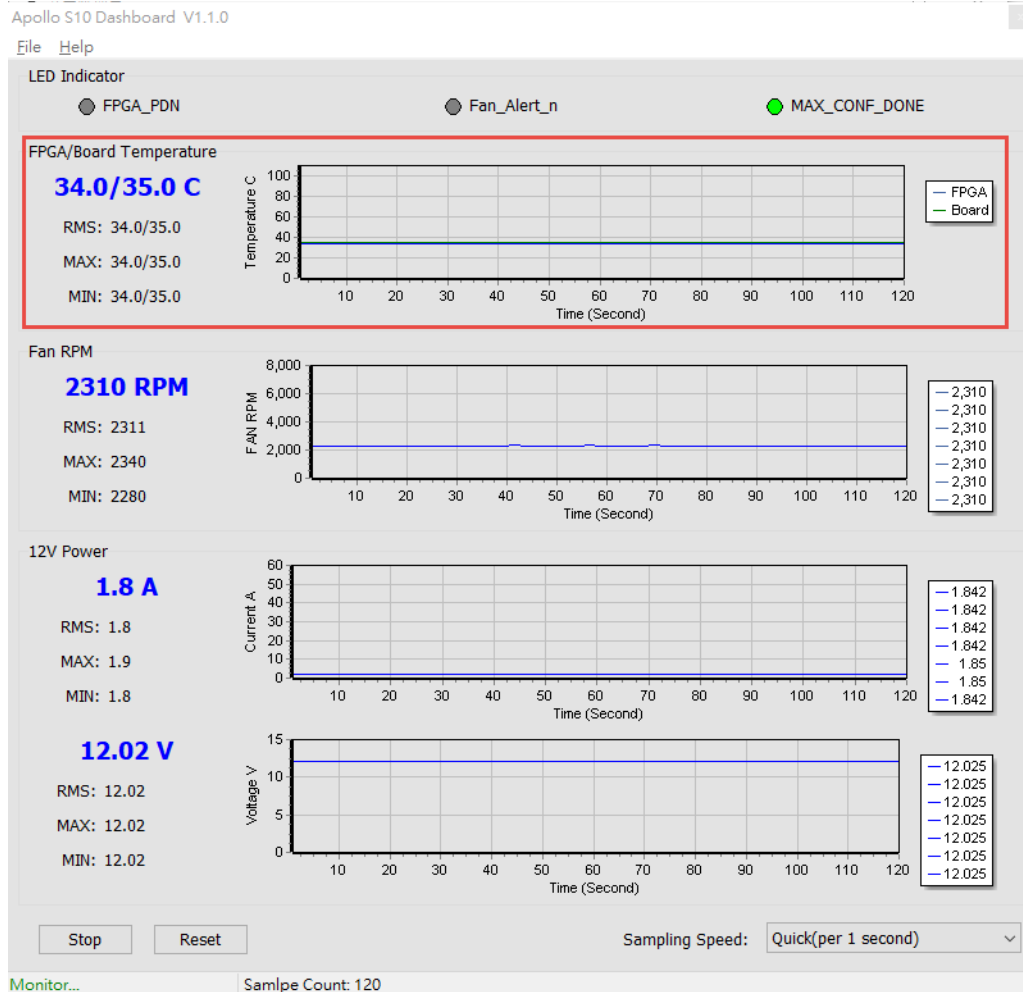 Apollo S10 Dashboard V1.1.0
File Help
LED Indicator
FPGA_PDN Fan_Alert_n MAX_CONF_DONE
FPGA/Board Temperature
34.0/35.0 C
RMS: 34.0/35.0
MAX: 34.0/35.0
MIN: 34.0/35.0
Temperature C
100
80
60
40
20
0
10 20 30 40 50 60 70 80 90 100 110 120
Time (Second)
FPGA
Board
Fan RPM
2310 RPM
RMS: 2311
MAX: 2340
MIN: 2280
FAN RPM
8,000
6,000
4,000
2,000
0
10 20 30 40 50 60 70 80 90 100 110 120
Time (Second)
2,310
2,310
2,310
2,310
2,310
2,310
2,310
12V Power
1.8 A
RMS: 1.8
MAX: 1.9
MIN: 1.8
Current A
60
50
40
30
20
10
0
10 20 30 40 50 60 70 80 90 100 110 120
Time (Second)
1.842
1.842
1.842
1.842
1.85
1.85
1.842
12.02 V
RMS: 12.02
MAX: 12.02
MIN: 12.02
Voltage V
15
10
5
0
10 20 30 40 50 60 70 80 90 100 110 120
Time (Second)
12.025
12.025
12.025
12.025
12.025
12.025
12.025
Stop Reset Sampling Speed: Quick(per 1 second)
Monitor... Samlpe Count: 120